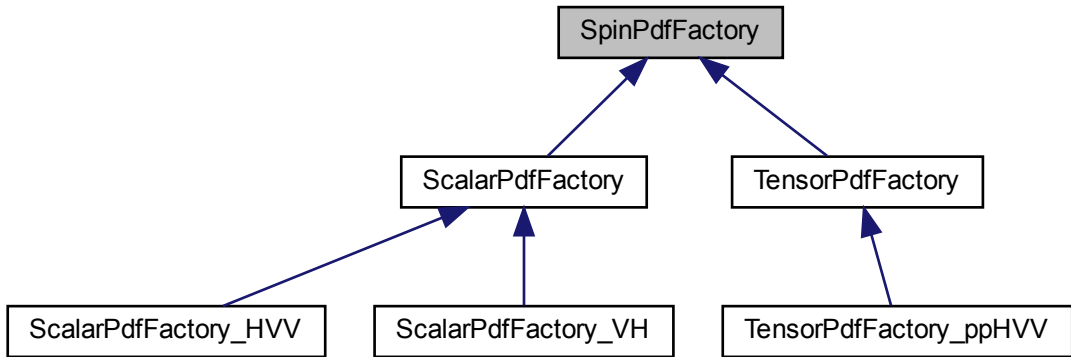 SpinPdfFactory
ScalarPdfFactory
TensorPdfFactory
ScalarPdfFactory_HVV
ScalarPdfFactory_VH
TensorPdfFactory_ppHVV